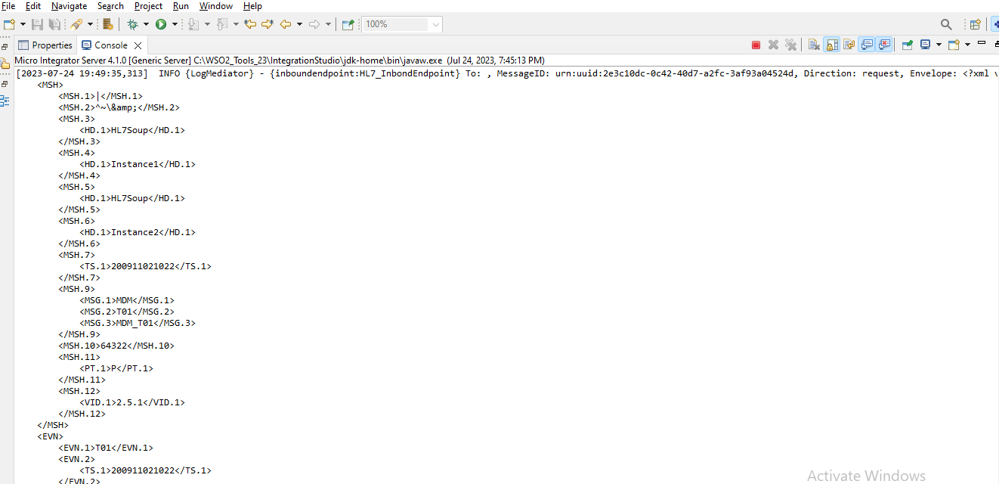 File Edit Navigate Search Project Run Window Help
100%
Properties Console
Micro Integrator Server 4.1.0 [Generic Server] C:\WSO2_Tools_23\IntegrationStudio\jdk-home\bin\javaw.exe (Jul 24, 2023, 7:45:13 PM)
[2023-07-24 19:49:35,313] INFO {LogMediator} - {inboundendpoint:HL7_InbondEndpoint} To: , MessageID: urn:uuid:2e3c10dc-0c42-40d7-a2fc-3af93a04524d, Direction: request, Envelope: <?xml
<MSH>
<MSH.1>|</MSH.1>
<MSH.2>^~\&amp;</MSH.2>
<MSH.3>
<HD.1>HL7Soup</HD.1>
</MSH.3>
<MSH.4>
<HD.1>Instance1</HD.1>
</MSH.4>
<MSH.5>
<HD.1>HL7Soup</HD.1>
</MSH.5>
<MSH.6>
<HD.1>Instance2</HD.1>
</MSH.6>
<MSH.7>
<TS.1>200911021022</TS.1>
</MSH.7>
<MSH.9>
<MSG.1>MDM</MSG.1>
<MSG.2>T01</MSG.2>
<MSG.3>MDM_T01</MSG.3>
</MSH.9>
<MSH.10>64322</MSH.10>
<MSH.11>
<PT.1>P</PT.1>
</MSH.11>
<MSH.12>
<VID.1>2.5.1</VID.1>
</MSH.12>
</MSH>
<EVN>
<EVN.1>T01</EVN.1>
<EVN.2>
<TS.1>200911021022</TS.1>
</EVN.2>
Activate Windows